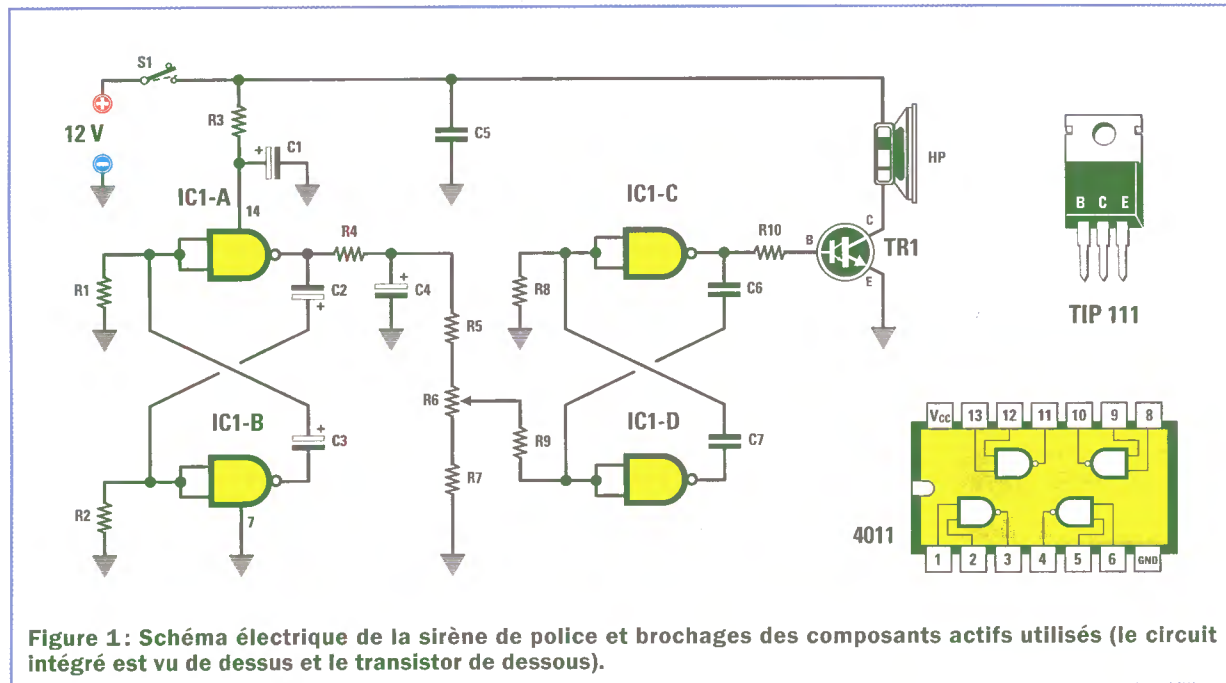 S1
12 V
R3
C1
C5
HP
IC1-A
14
R4
R1
C2
C4
IC1-B
C3
R2
7
R5
R6
R7
IC1-C
R10
B
C
E
TR1
R8
C6
R9
IC1-D
C7
B C E
TIP 111
Vcc 13 12 11 10 9 8
4011
1 2 3 4 5 6 GND
Figure 1: Schéma électrique de la sirène de police et brochages des composants actifs utilisés (le circuit
intégré est vu de dessus et le transistor de dessous).